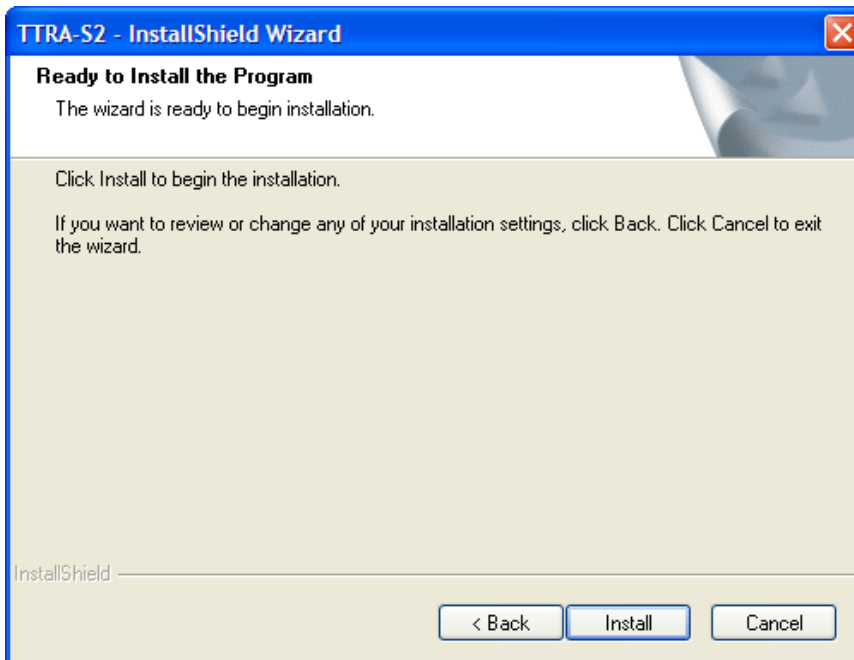 TTRA-S2 - InstallShield Wizard
Ready to Install the Program
The wizard is ready to begin installation.
Click Install to begin the installation.
If you want to review or change any of your installation settings, click Back. Click Cancel to exit
the wizard.
InstallShield
< Back Install Cancel